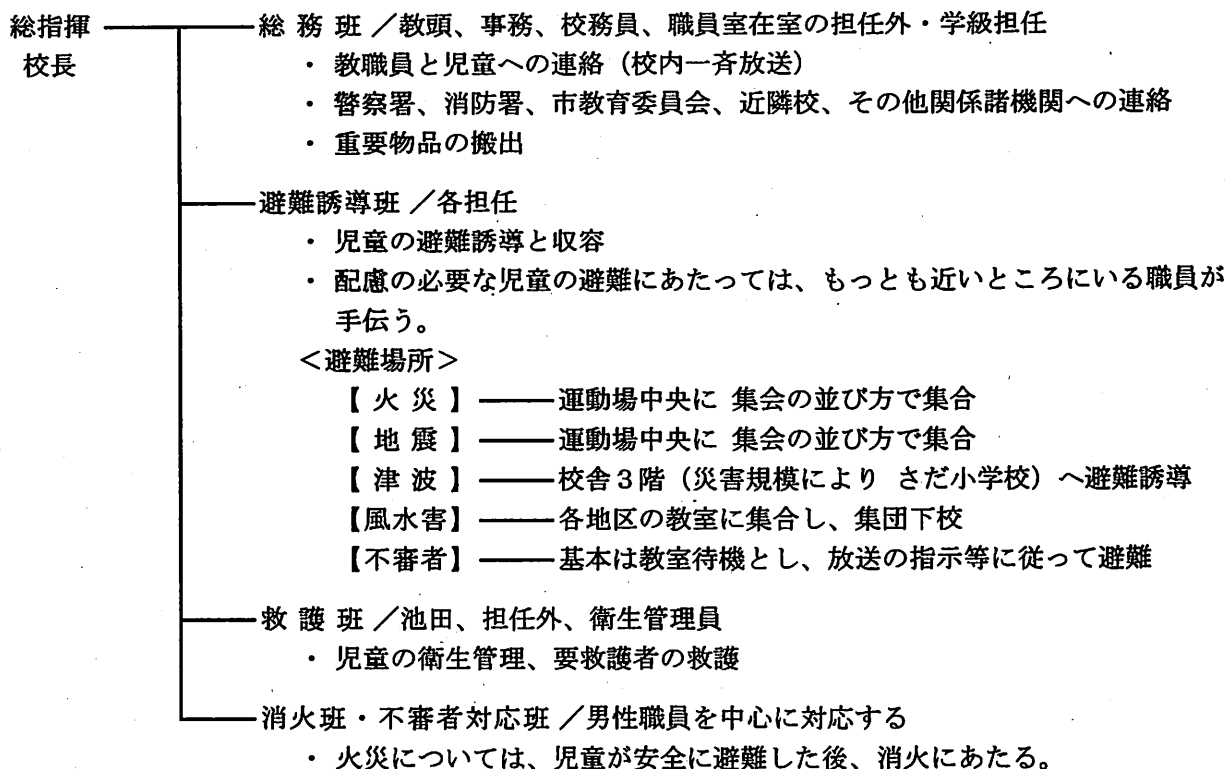 総指揮 総 務 班 ／教頭、事務、校務員、職員室在室の担任外・学級担任
校長
・ 教職員と児童への連絡（校内一斉放送）
・ 警察署、消防署、市教育委員会、近隣校、その他関係諸機関への連絡
・ 重要物品の搬出
避難誘導班 ／各担任
・ 児童の避難誘導と収容
・ 配慮の必要な児童の避難にあたっては、もっとも近いところにいる職員が
手伝う。
＜避難場所＞
【 火 災 】 ――運動場中央に 集会の並び方で集合
【 地 震 】 ――運動場中央に 集会の並び方で集合
【 津 波 】 ――校舎３階（災害規模により さだ小学校）へ避難誘導
【風水害】 ――各地区の教室に集合し、集団下校
【不審者】 ――基本は教室待機とし、放送の指示等に従って避難
救 護 班 ／池田、担任外、衛生管理員
・ 児童の衛生管理、要救護者の救護
消火班・不審者対応班 ／男性職員を中心に対応する
・ 火災については、児童が安全に避難した後、消火にあたる。